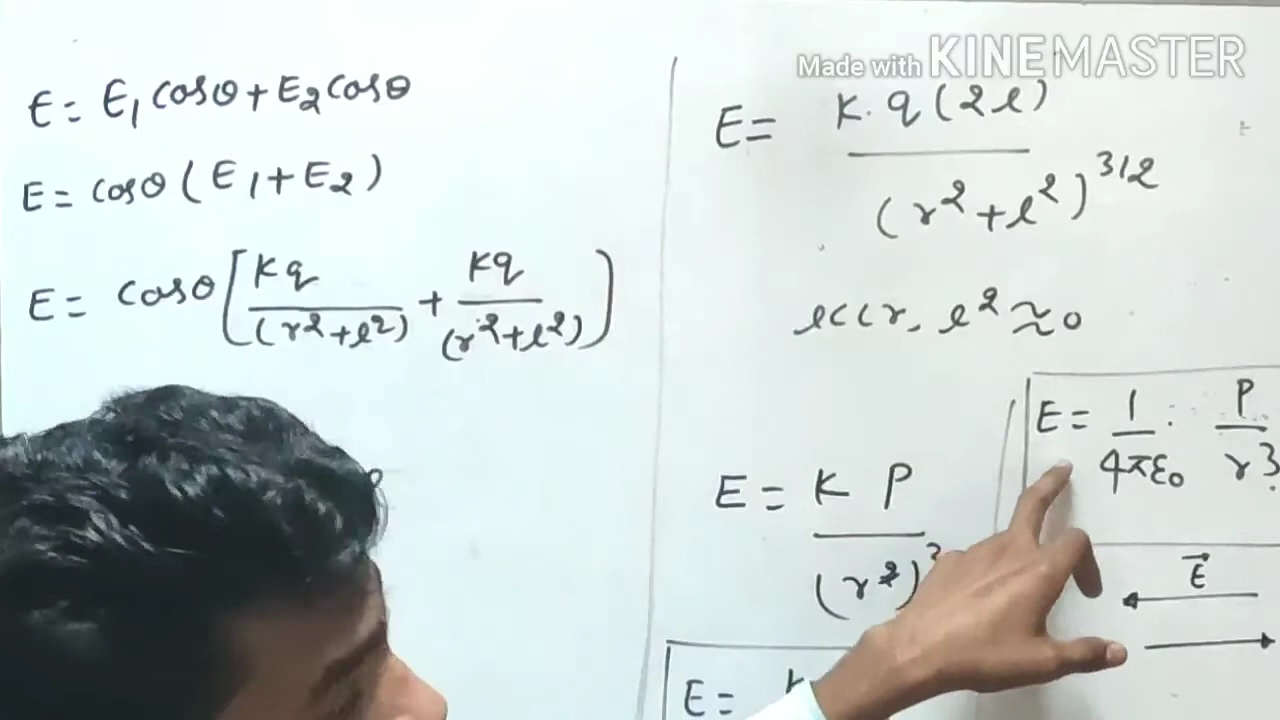 E = E₁ cosθ + E₂ cosθ
E = cosθ ( E₁ + E₂ )
E = cosθ [ Kq / (r² + l²) + Kq / (r² + l²) ]
Made with KINEMASTER
E = K. q (2l) / (r² + l²)^3/2
l<<r, l² ≈ 0
E = 1 / 4πε₀ . P / r³
E = K P / (r²)
E⃗
E =